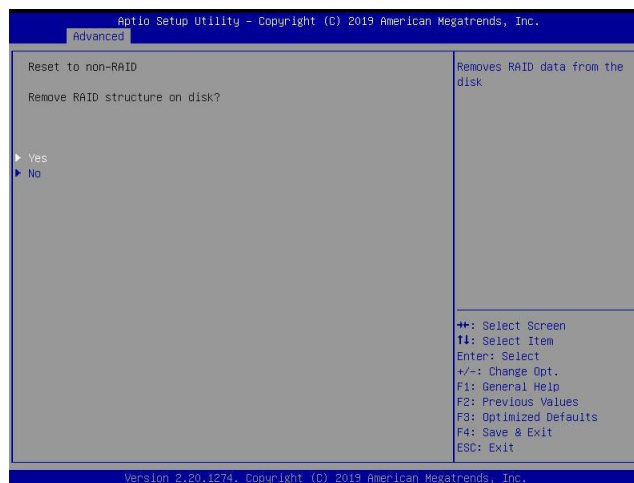 Aptio Setup Utility – Copyright (C) 2019 American Megatrends, Inc.
Advanced
Reset to non-RAID
Remove RAID structure on disk?
Yes
No
Removes RAID data from the
disk
→←: Select Screen
↑↓: Select Item
Enter: Select
+/-: Change Opt.
F1: General Help
F2: Previous Values
F3: Optimized Defaults
F4: Save & Exit
ESC: Exit
Version 2.20.1274. Copyright (C) 2019 American Megatrends, Inc.